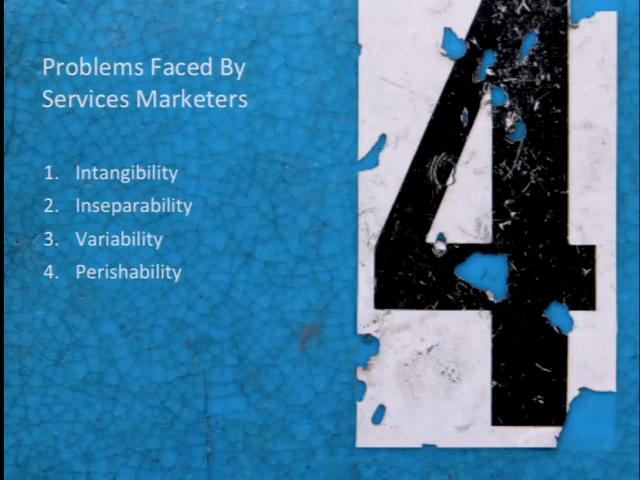 Problems Faced By
Services Marketers
1. Intangibility
2. Inseparability
3. Variability
4. Perishability
4